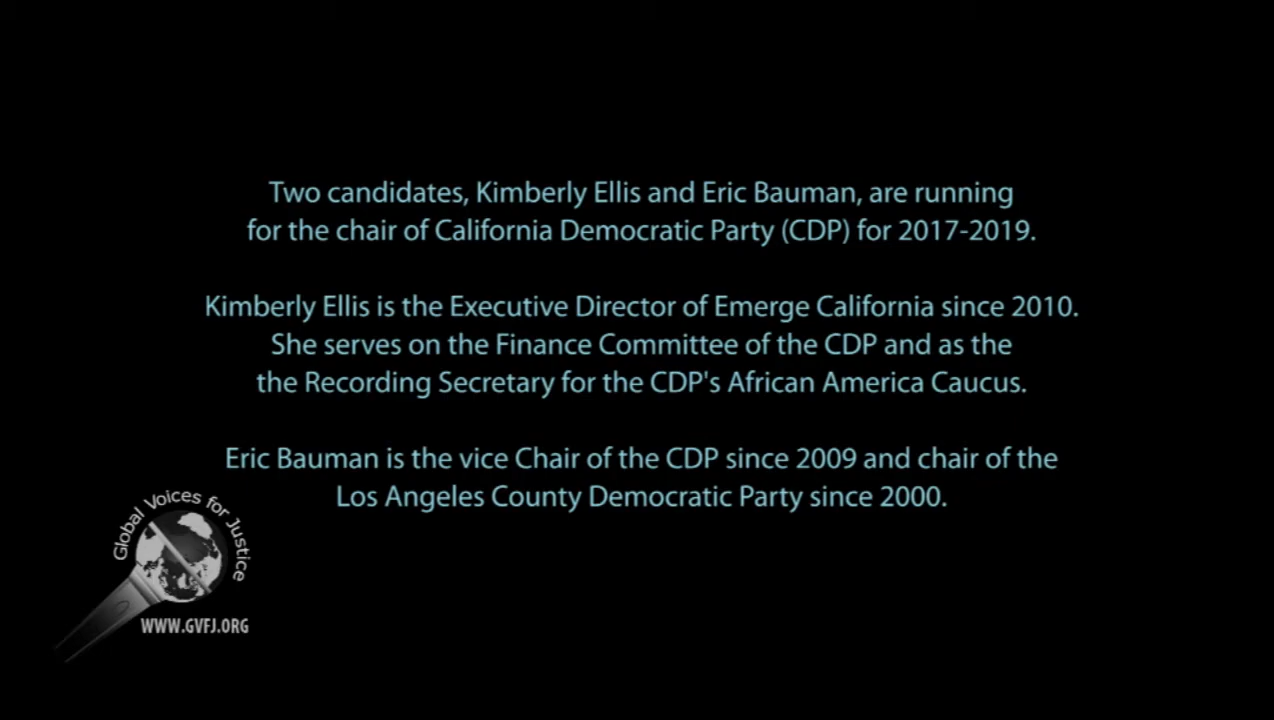 Two candidates, Kimberly Ellis and Eric Bauman, are running
for the chair of California Democratic Party (CDP) for 2017-2019.
Kimberly Ellis is the Executive Director of Emerge California since 2010.
She serves on the Finance Committee of the CDP and as the
the Recording Secretary for the CDP's African America Caucus.
Eric Bauman is the vice Chair of the CDP since 2009 and chair of the
Los Angeles County Democratic Party since 2000.
Global Voices for Justice
WWW.GVFJ.ORG